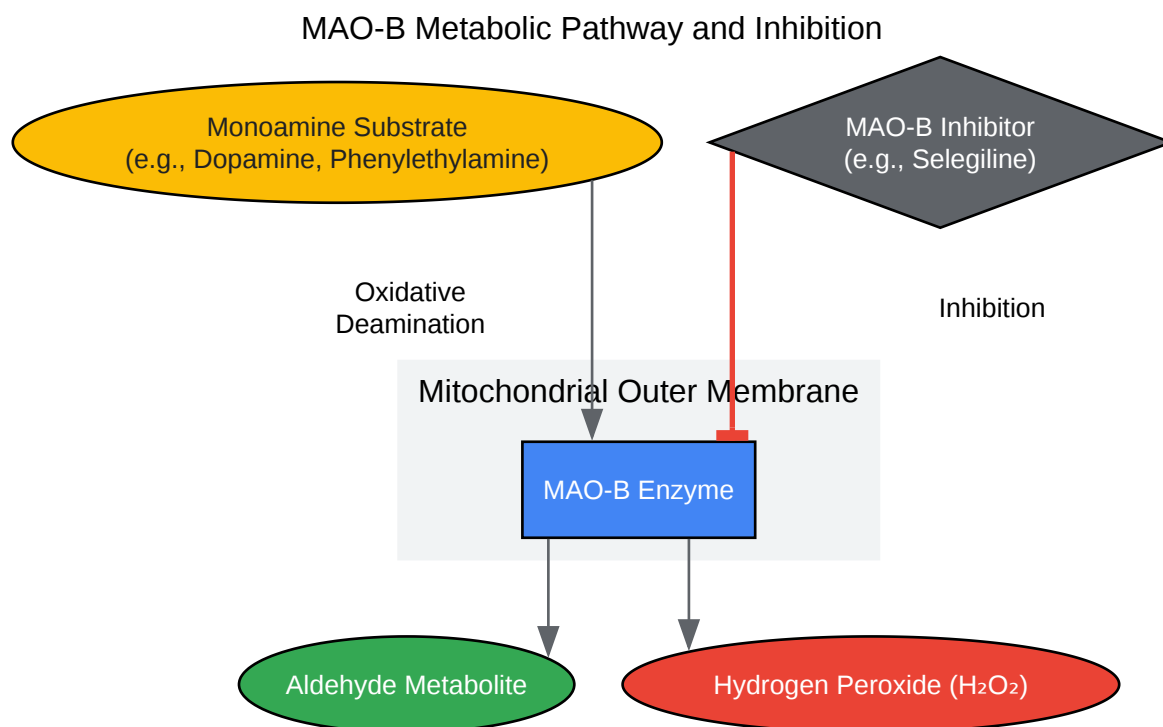 MAO-B Metabolic Pathway and Inhibition
Monoamine Substrate
(e.g., Dopamine, Phenylethylamine)
MAO-B Inhibitor
(e.g., Selegiline)
Oxidative
Deamination
Inhibition
Mitochondrial Outer Membrane
MAO-B Enzyme
Aldehyde Metabolite
Hydrogen Peroxide (H₂O₂)